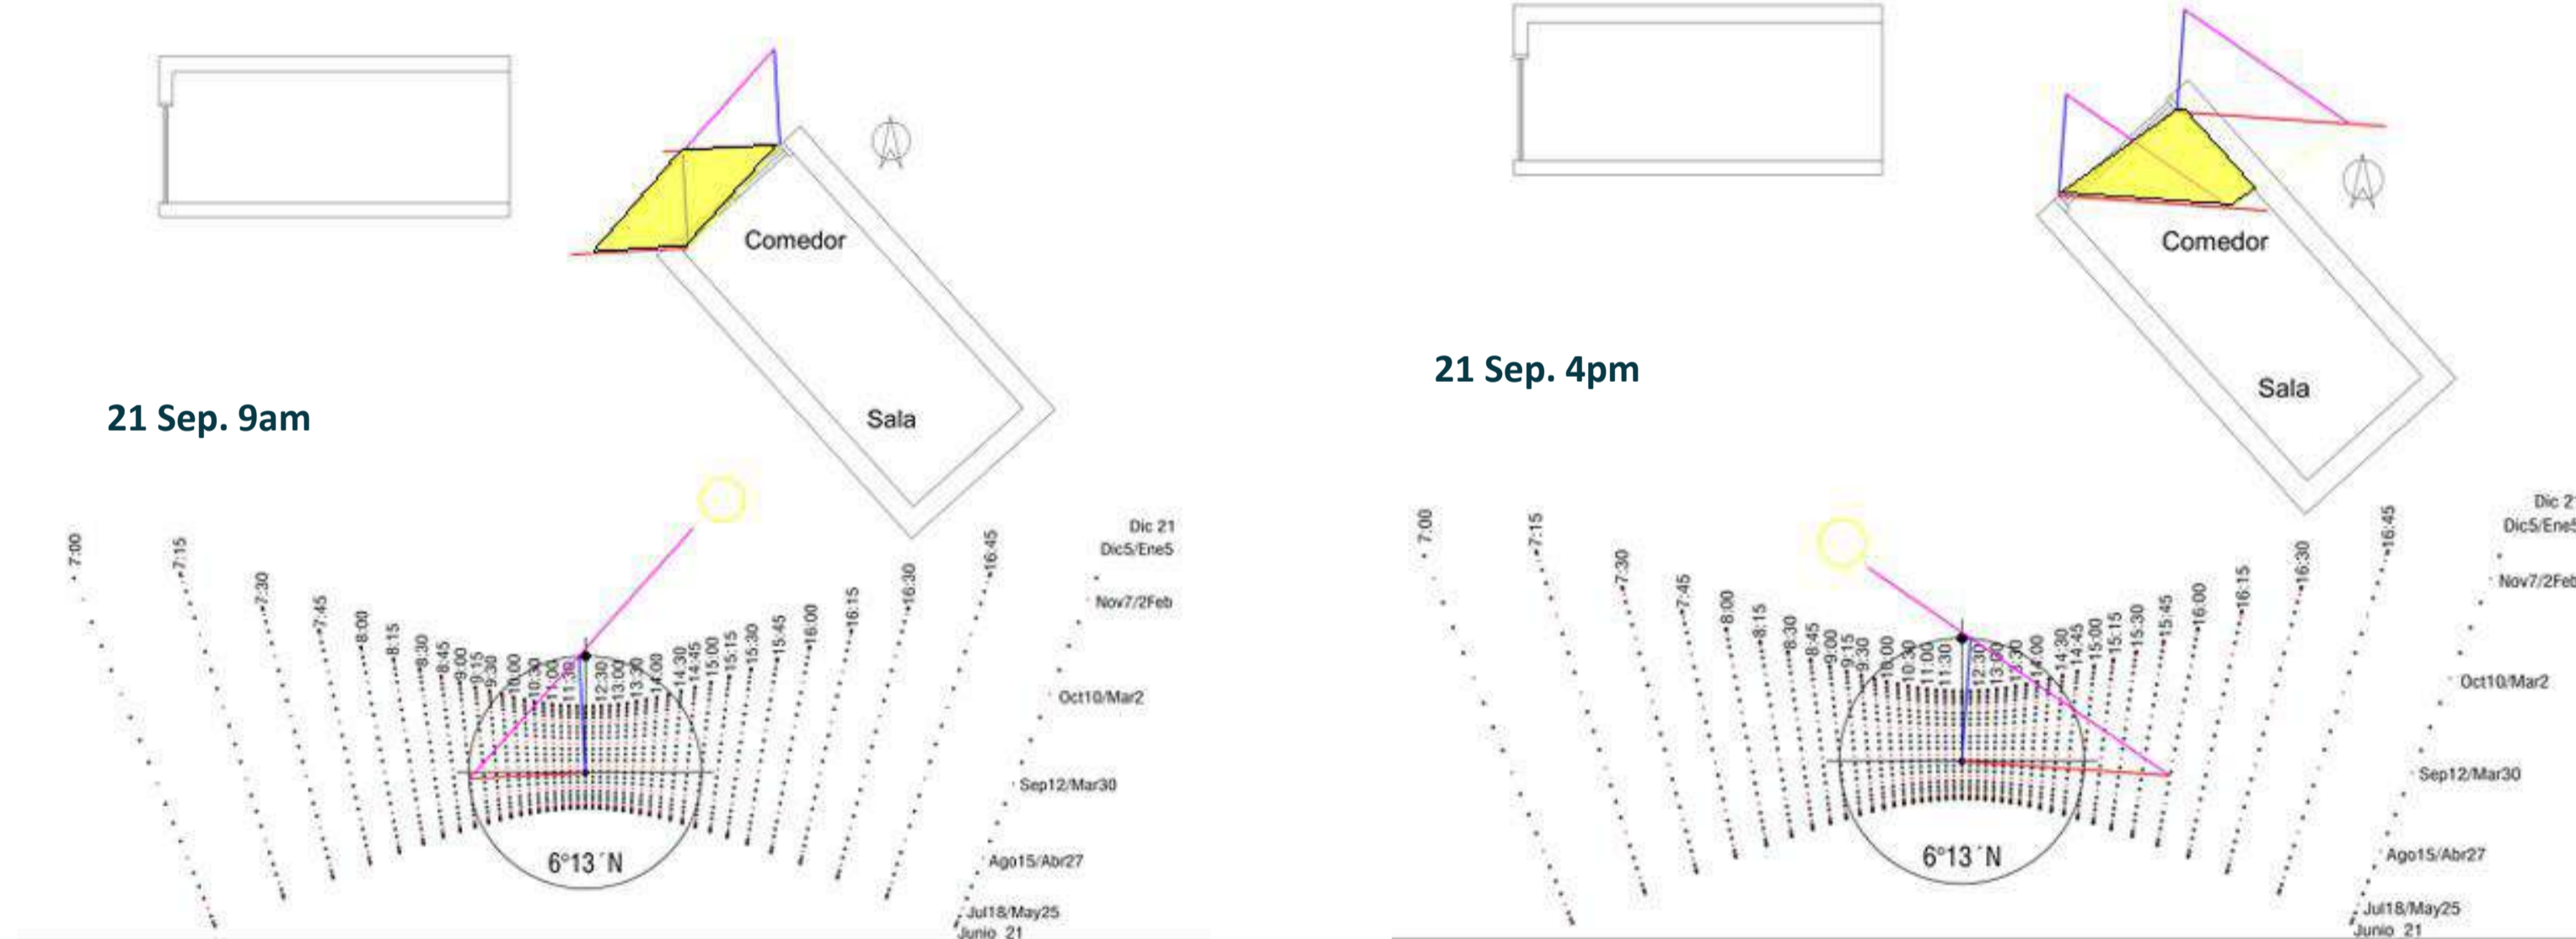 Comedor
Sala
21 Sep. 9am
7:00
7:15
7:30
7:45
8:00
8:15
8:30
8:45
9:00
9:15
9:30
10:00
10:30
11:00
11:30
12:30
13:00
13:30
14:00
14:30
14:45
15:00
15:15
15:30
15:45
16:00
16:15
16:30
16:45
Dic 21
Dic5/Ene5
Nov7/2Feb
Oct10/Mar2
Sep12/Mar30
Ago15/Abr27
Jul18/May25
Junio 21
6°13´N
Comedor
Sala
21 Sep. 4pm
7:00
7:15
7:30
7:45
8:00
8:15
8:30
8:45
9:00
9:15
9:30
10:00
10:30
11:00
11:30
12:30
13:00
13:30
14:00
14:30
14:45
15:00
15:15
15:30
15:45
16:00
16:15
16:30
16:45
Dic 2
Dic5/Ene5
Nov7/2Feb
Oct10/Mar2
Sep12/Mar30
Ago15/Abr27
Jul18/May25
Junio 21
6°13´N